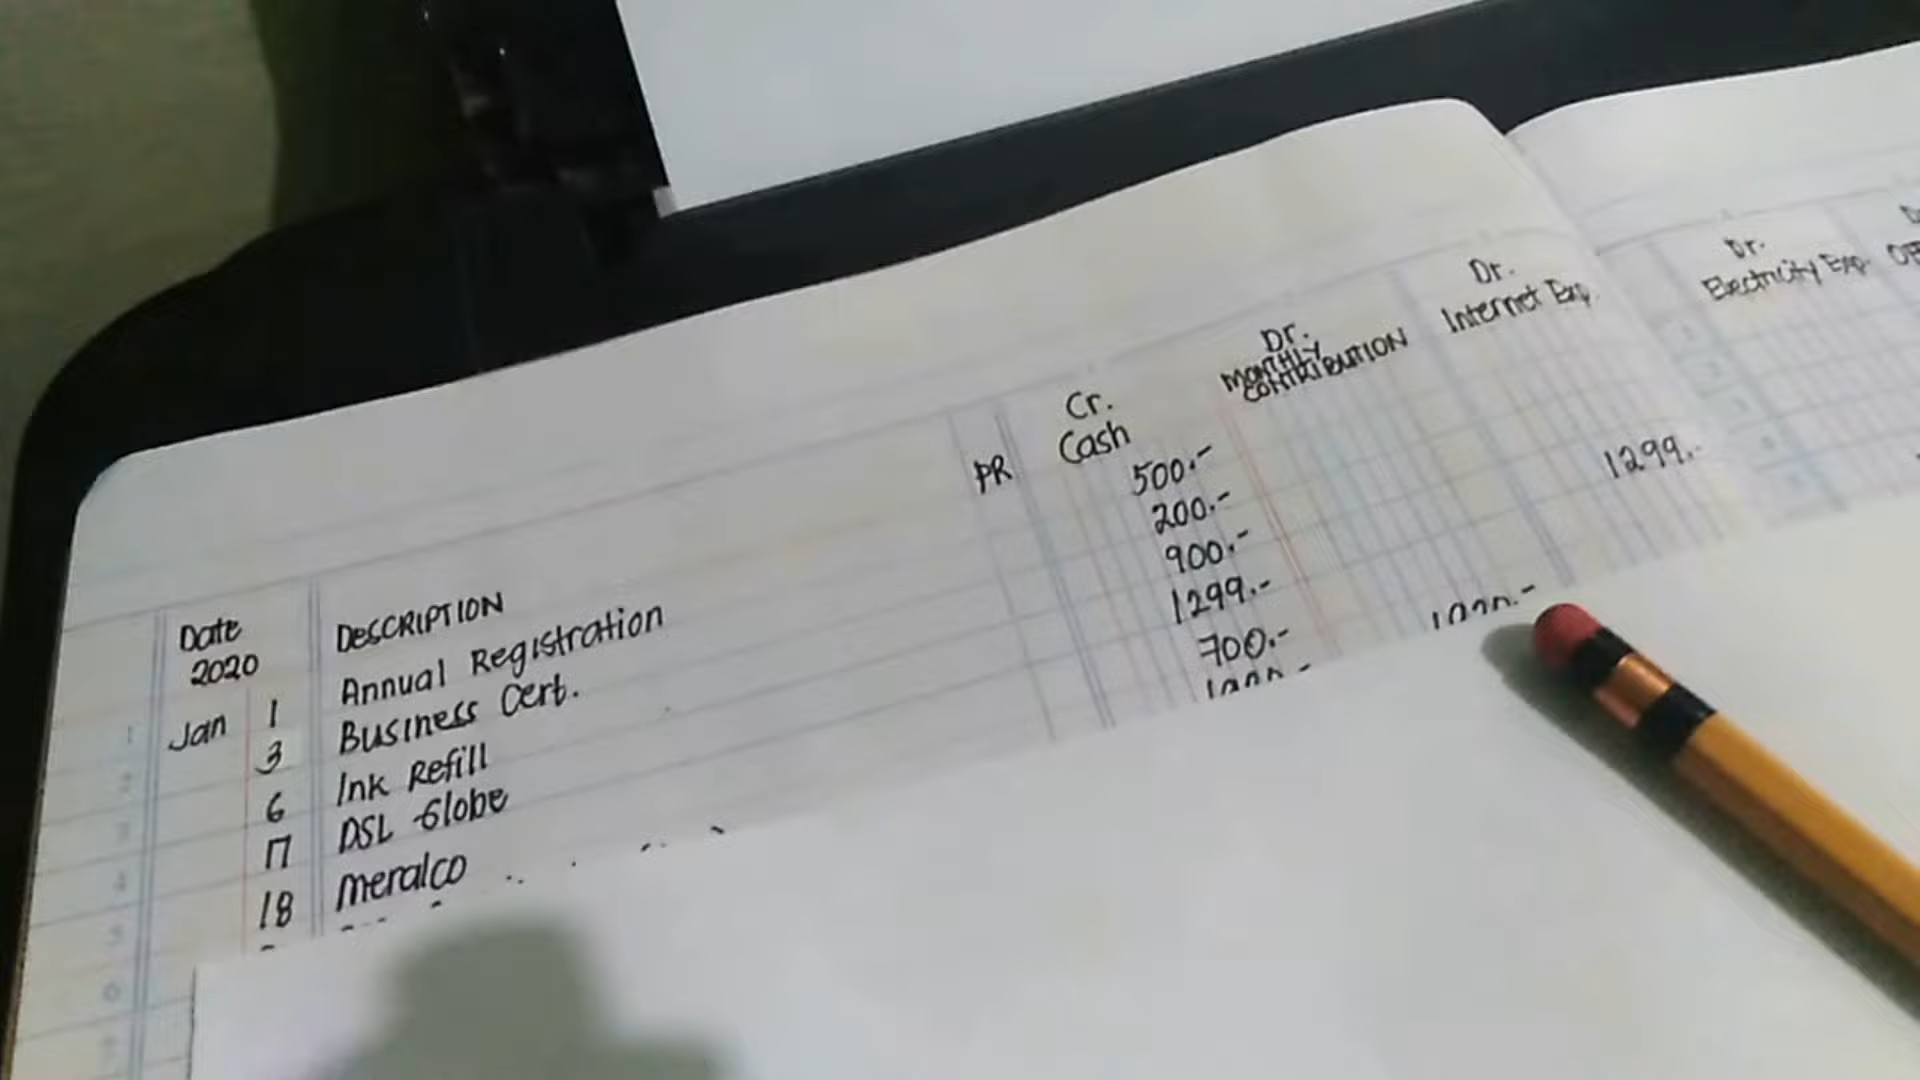 Dr.
Electricity Exp.
Dr.
Internet Exp.
Dr.
MONTHLY
CONTRIBUTION
Cr.
Cash
PR
Date
2020
DESCRIPTION
Jan 1 Annual Registration 500.-
3 Business Cert. 200.-
6 Ink Refill 900.-
17 DSL Globe 1299.- 1299.-
18 Meralco 700.-